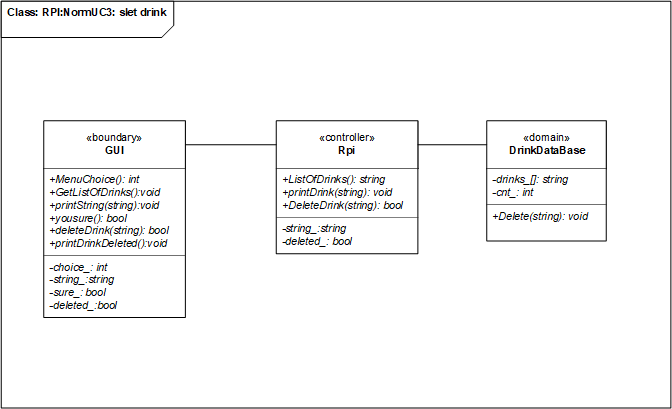 Class: RPI:NormUC3: slet drink
«boundary»
GUI
+MenuChoice(): int
+GetListOfDrinks():void
+printString(string):void
+yousure(): bool
+deleteDrink(string): bool
+printDrinkDeleted():void
-choice_: int
-string_:string
-sure_: bool
-deleted_:bool
«controller»
Rpi
+ListOfDrinks(): string
+printDrink(string): void
+DeleteDrink(string): bool
-string_:string
-deleted_: bool
«domain»
DrinkDataBase
-drinks_[]: string
-cnt_: int
+Delete(string): void